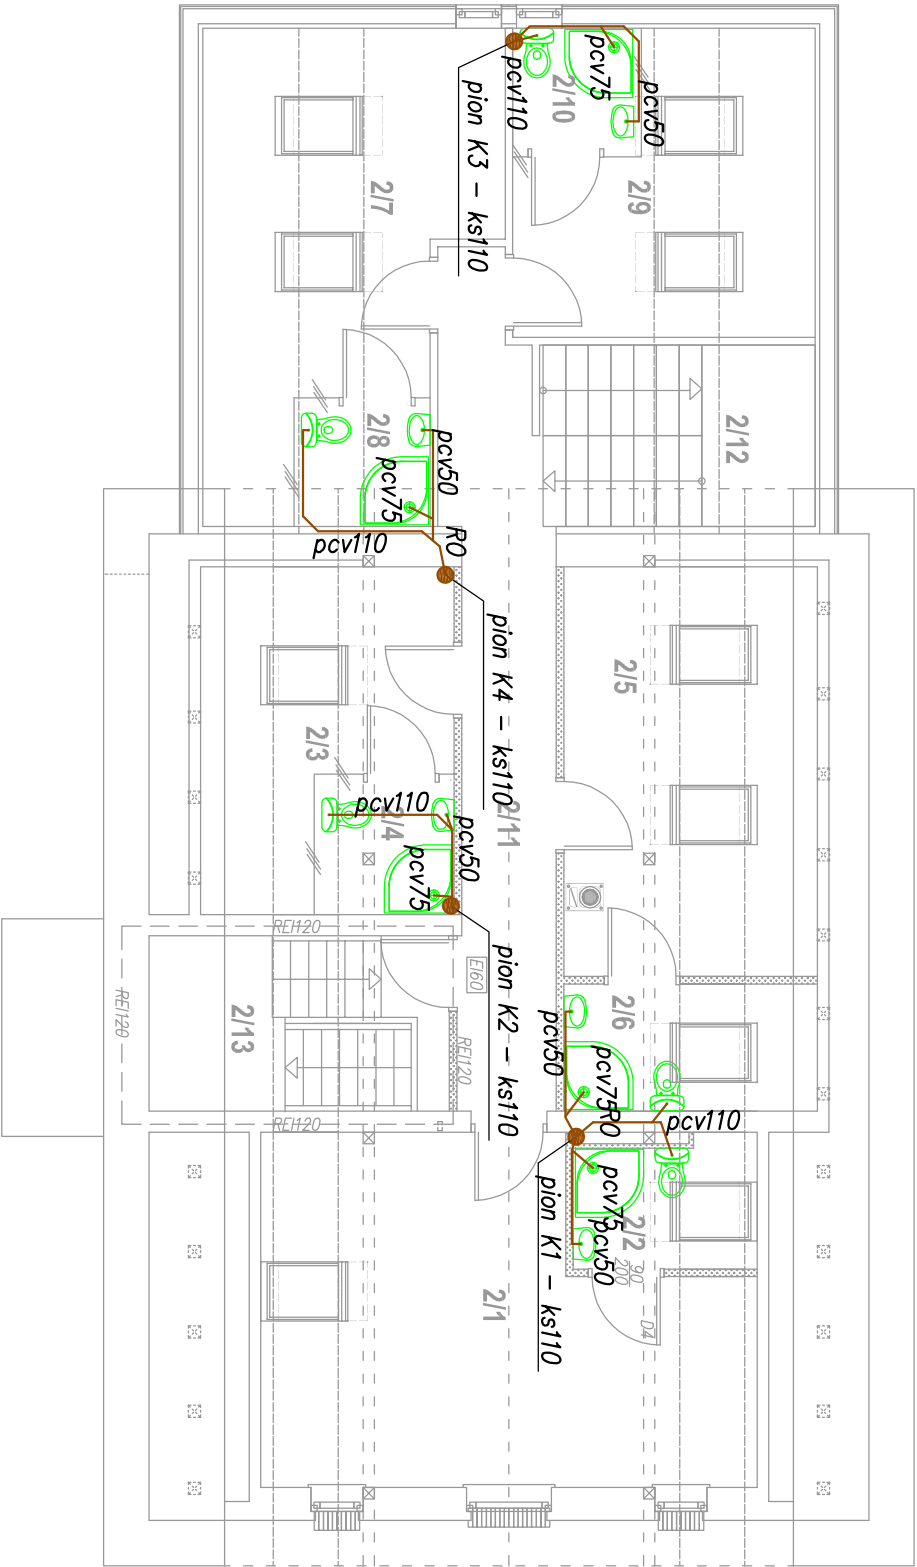 pcv75
pcv50
pcv110
2/10
2/9
2/7
pion K3 - ks110
2/12
2/8
pcv50
pcv75
RO
pcv110
pion K4 - ks110
2/5
2/3
2/11
pcv110
2/4
pcv50
pcv75
REI120
EI60
pion K2 - ks110
2/6
REI120
2/13
pcv50
pcv75
RO
REI120
REI120
pcv110
pcv75
pion K1 - ks110
2/2
pcv50
90
200
2/1
D4